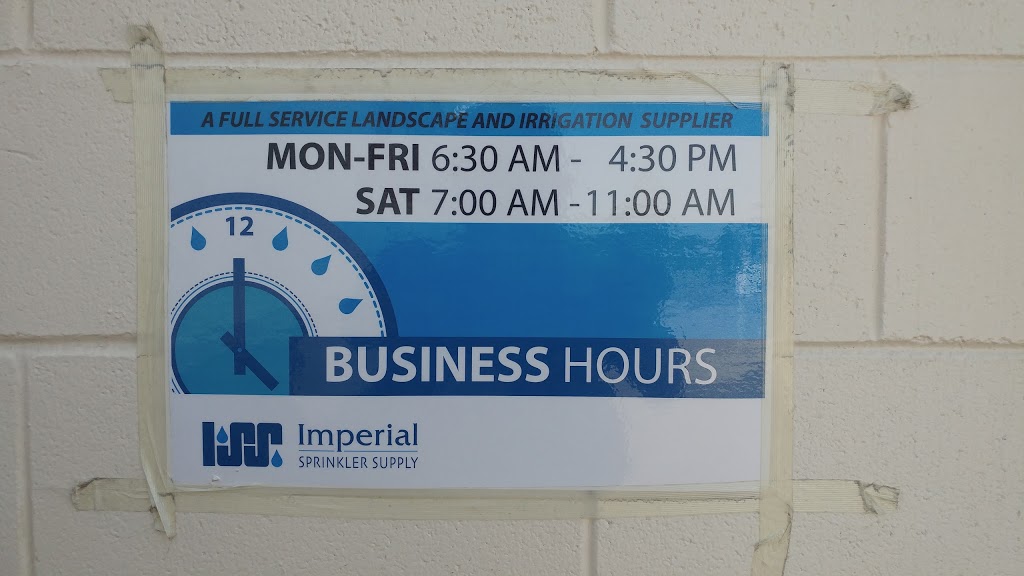 A FULL SERVICE LANDSCAPE AND IRRIGATION SUPPLIER
MON-FRI 6:30 AM - 4:30 PM
SAT 7:00 AM - 11:00 AM
12
BUSINESS HOURS
ISS
Imperial
SPRINKLER SUPPLY